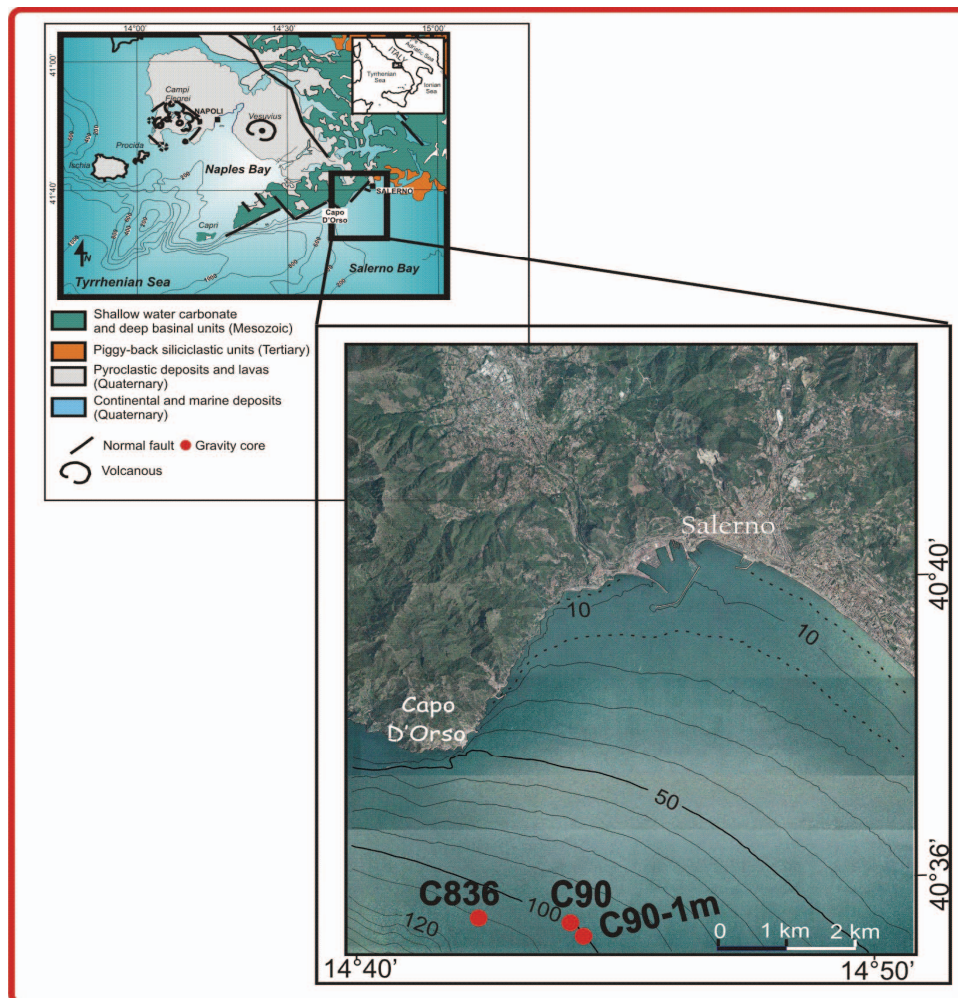 14°00'
14°30'
15°00'
41°00'
41°40'
ITALY
Adriatic Sea
Tyrrhenian
Sea
Ionian
Sea
Campi
Flegrei
NAPOLI
Vesuvius
Procida
Ischia
Naples Bay
SALERNO
Capo
D'Orso
Capri
Salerno Bay
Tyrrhenian Sea
N
200
1000
200
Shallow water carbonate
and deep basinal units (Mesozoic)
Piggy-back siliciclastic units (Tertiary)
Pyroclastic deposits and lavas
(Quaternary)
Continental and marine deposits
(Quaternary)
Normal fault
Gravity core
Volcanous
Salerno
40°40'
10
10
Capo
D'Orso
50
40°36'
C836
C90
100
C90-1m
120
0 1 km 2 km
14°40'
14°50'